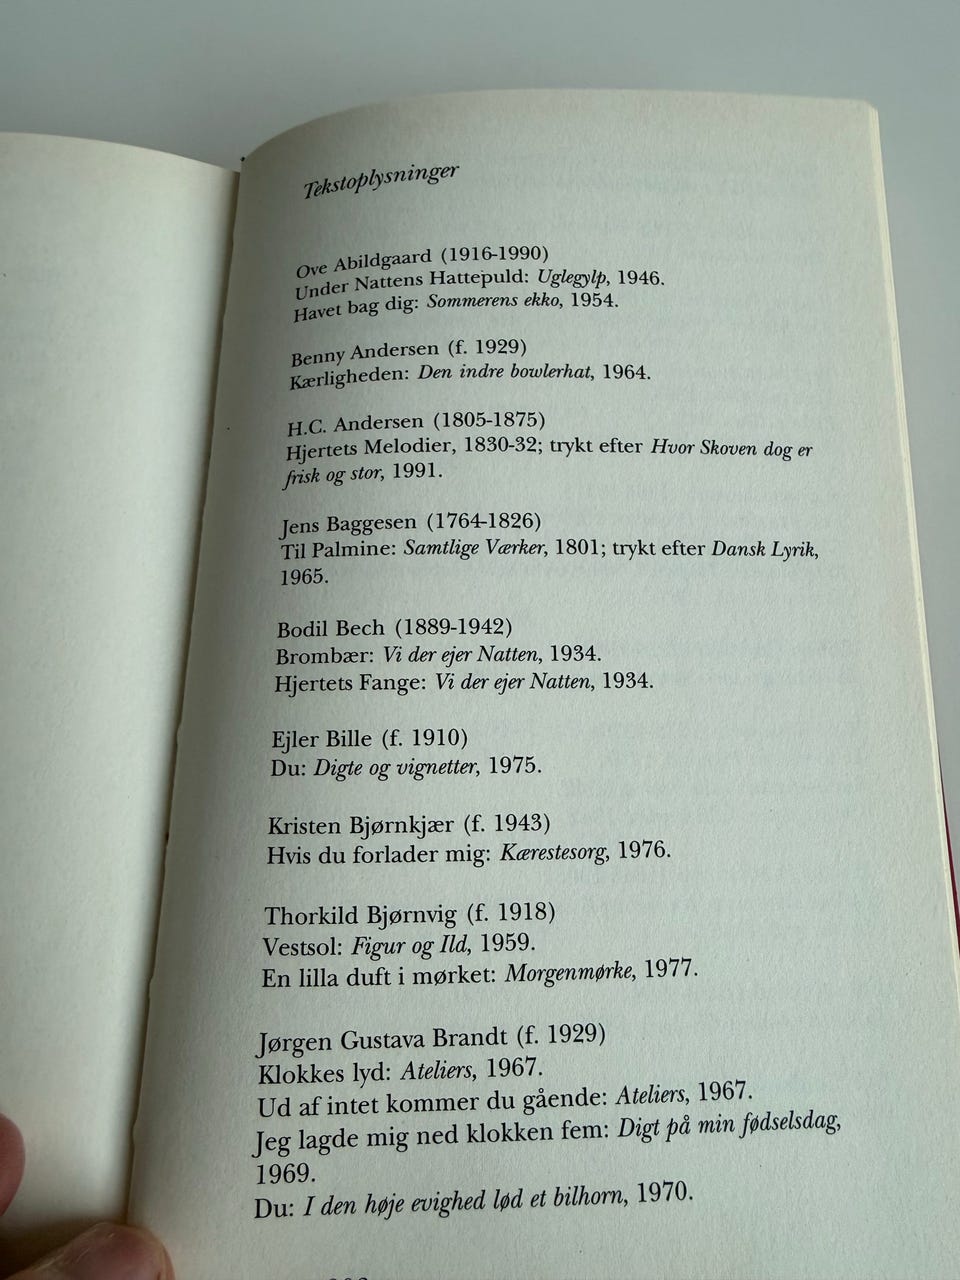 Tekstoplysninger
Ove Abildgaard (1916-1990)
Under Nattens Hattepuld: Uglegylp, 1946.
Havet bag dig: Sommerens ekko, 1954.
Benny Andersen (f. 1929)
Kærligheden: Den indre bowlerhat, 1964.
H.C. Andersen (1805-1875)
Hjertets Melodier, 1830-32; trykt efter Hvor Skoven dog er
frisk og stor, 1991.
Jens Baggesen (1764-1826)
Til Palmine: Samtlige Værker, 1801; trykt efter Dansk Lyrik,
1965.
Bodil Bech (1889-1942)
Brombær: Vi der ejer Natten, 1934.
Hjertets Fange: Vi der ejer Natten, 1934.
Ejler Bille (f. 1910)
Du: Digte og vignetter, 1975.
Kristen Bjørnkjær (f. 1943)
Hvis du forlader mig: Kærestesorg, 1976.
Thorkild Bjørnvig (f. 1918)
Vestsol: Figur og Ild, 1959.
En lilla duft i mørket: Morgenmørke, 1977.
Jørgen Gustava Brandt (f. 1929)
Klokkes lyd: Ateliers, 1967.
Ud af intet kommer du gående: Ateliers, 1967.
Jeg lagde mig ned klokken fem: Digt på min fødselsdag,
1969.
Du: I den høje evighed lød et bilhorn, 1970.